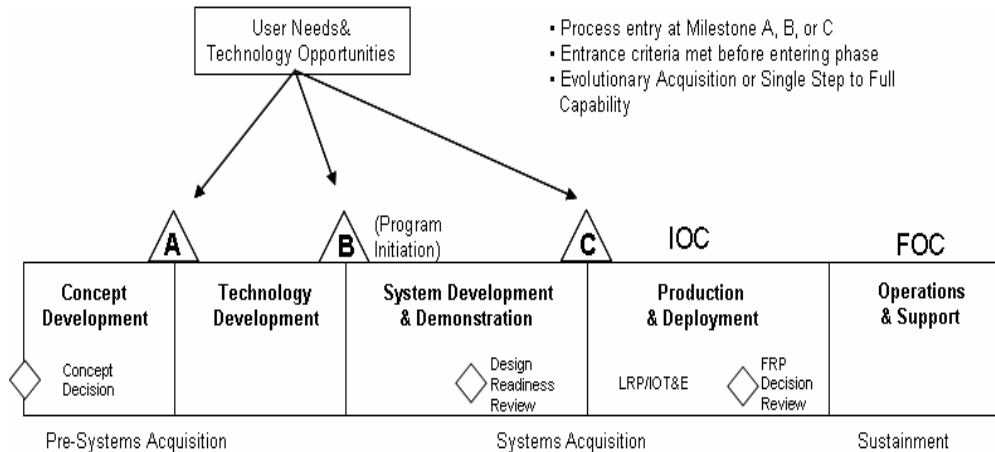 User Needs&
Technology Opportunities
▪ Process entry at Milestone A, B, or C
▪ Entrance criteria met before entering phase
▪ Evolutionary Acquisition or Single Step to Full
Capability
A
B
(Program
Initiation)
C
IOC
FOC
Concept
Development
Technology
Development
System Development
& Demonstration
Production
& Deployment
Operations
& Support
Concept
Decision
Design
Readiness
Review
LRP/IOT&E
FRP
Decision
Review
Pre-Systems Acquisition
Systems Acquisition
Sustainment